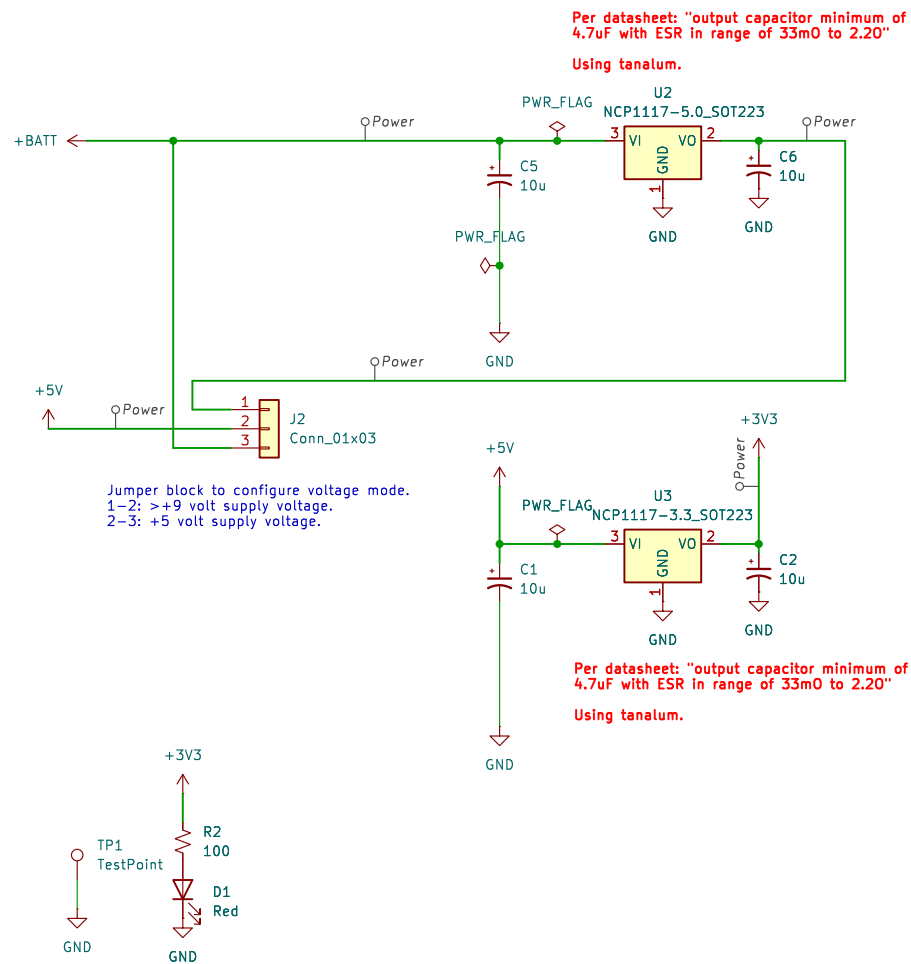 Per datasheet: "output capacitor minimum of
4.7uF with ESR in range of 33mO to 2.20"
Using tanalum.
U2
PWR_FLAG
NCP1117-5.0_SOT223
+BATT
Power
3 VI VO 2
GND
1
Power
C5
10u
+
C6
10u
+
GND
GND
PWR_FLAG
GND
Power
+5V
Power
1
2
3
J2
Conn_01x03
+3V3
Power
+5V
Jumper block to configure voltage mode.
1-2: >+9 volt supply voltage.
2-3: +5 volt supply voltage.
U3
PWR_FLAG
NCP1117-3.3_SOT223
3 VI VO 2
GND
1
C1
10u
+
C2
10u
+
GND
GND
Per datasheet: "output capacitor minimum of
4.7uF with ESR in range of 33mO to 2.20"
Using tanalum.
GND
+3V3
R2
100
TP1
TestPoint
D1
Red
GND
GND